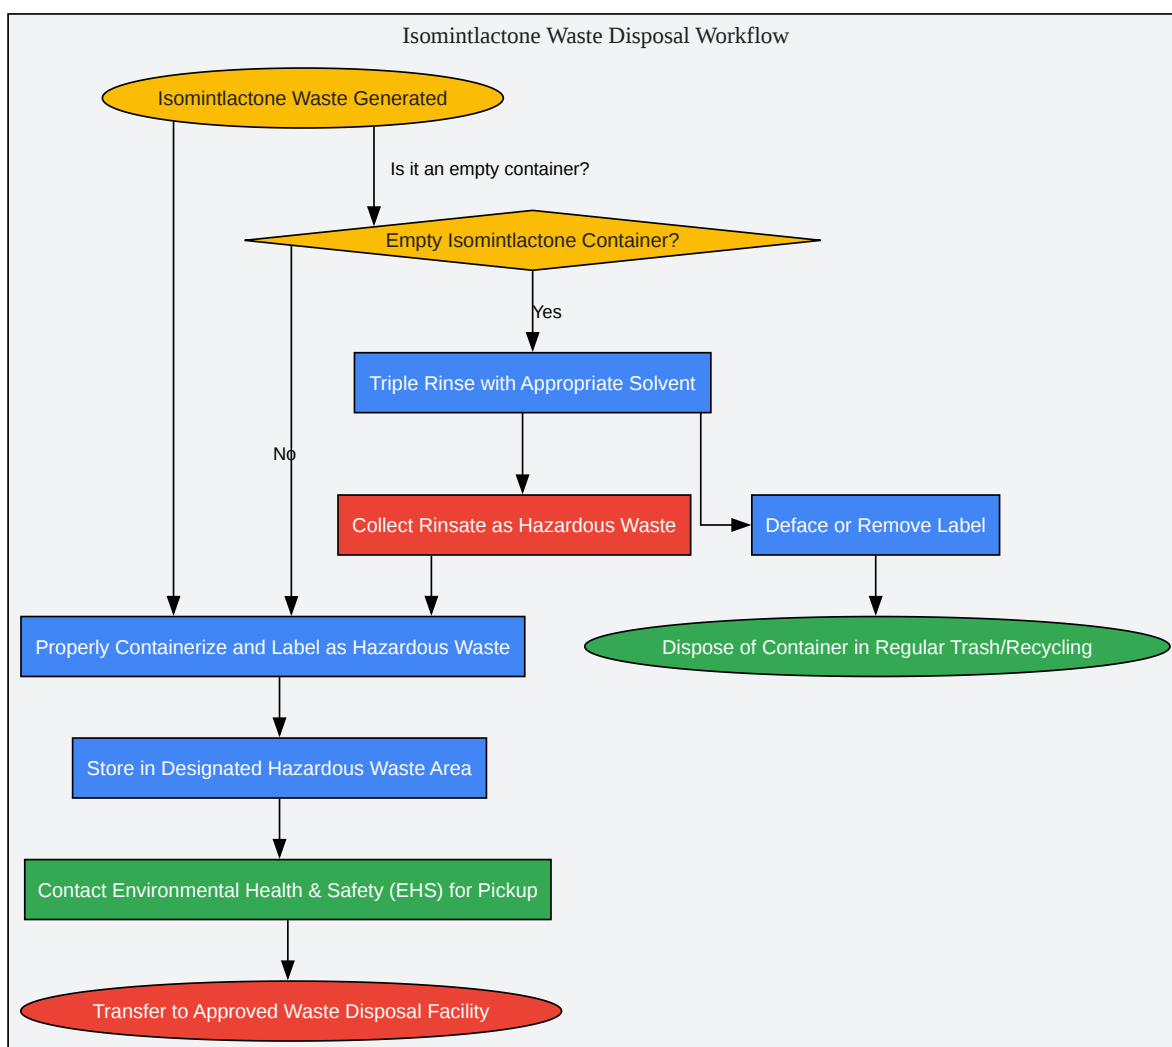 Isomintlactone Waste Disposal Workflow
Isomintlactone Waste Generated
Is it an empty container?
Empty Isomintlactone Container?
Yes
Triple Rinse with Appropriate Solvent
No
Collect Rinsate as Hazardous Waste
Deface or Remove Label
Properly Containerize and Label as Hazardous Waste
Dispose of Container in Regular Trash/Recycling
Store in Designated Hazardous Waste Area
Contact Environmental Health & Safety (EHS) for Pickup
Transfer to Approved Waste Disposal Facility